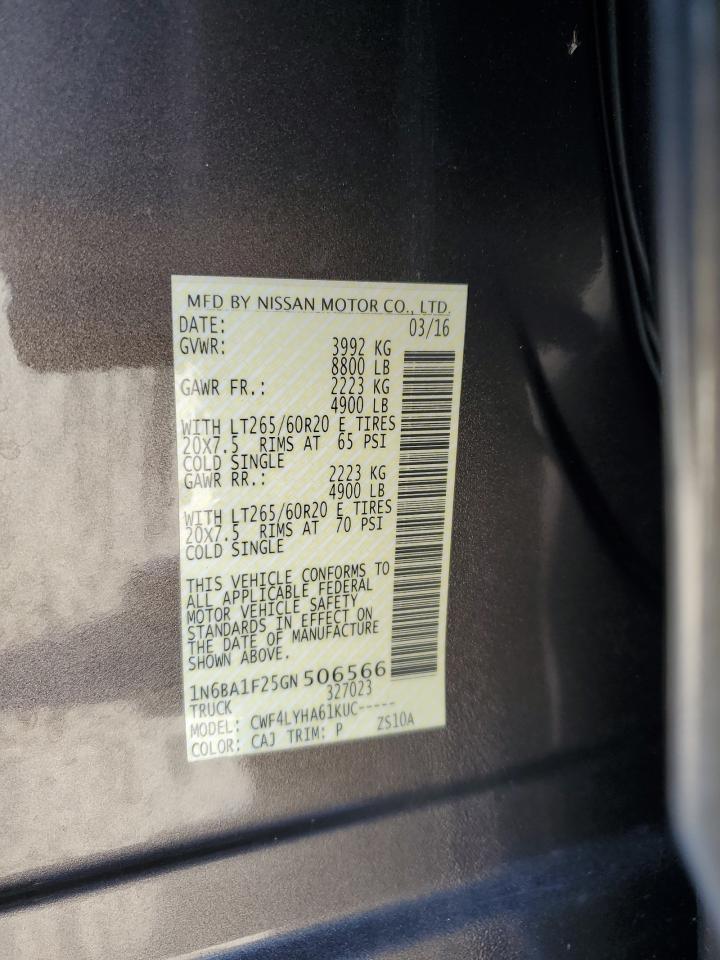 MFD BY NISSAN MOTOR CO., LTD.
DATE: 03/16
GVWR: 3992 KG
8800 LB
GAWR FR.: 2223 KG
4900 LB
WITH LT265/60R20 E TIRES
20X7.5 RIMS AT 65 PSI
COLD SINGLE
GAWR RR.: 2223 KG
4900 LB
WITH LT265/60R20 E TIRES
20X7.5 RIMS AT 70 PSI
COLD SINGLE
THIS VEHICLE CONFORMS TO
ALL APPLICABLE FEDERAL
MOTOR VEHICLE SAFETY
STANDARDS IN EFFECT ON
THE DATE OF MANUFACTURE
SHOWN ABOVE.
1N6BA1F25GN506566
TRUCK 327023
MODEL: CWF4LYHA61KUC-----
COLOR: CAJ TRIM: P ZS10A